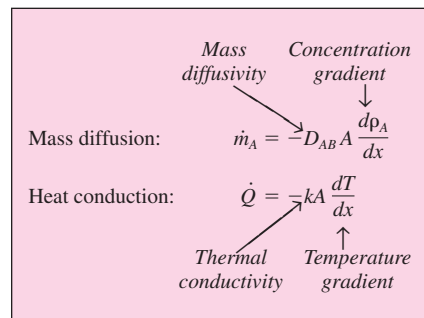 Mass Concentration
diffusivity gradient
Mass diffusion: ṁ_A = −D_AB A dρ_A/dx
Heat conduction: Q̇ = −kA dT/dx
Thermal Temperature
conductivity gradient